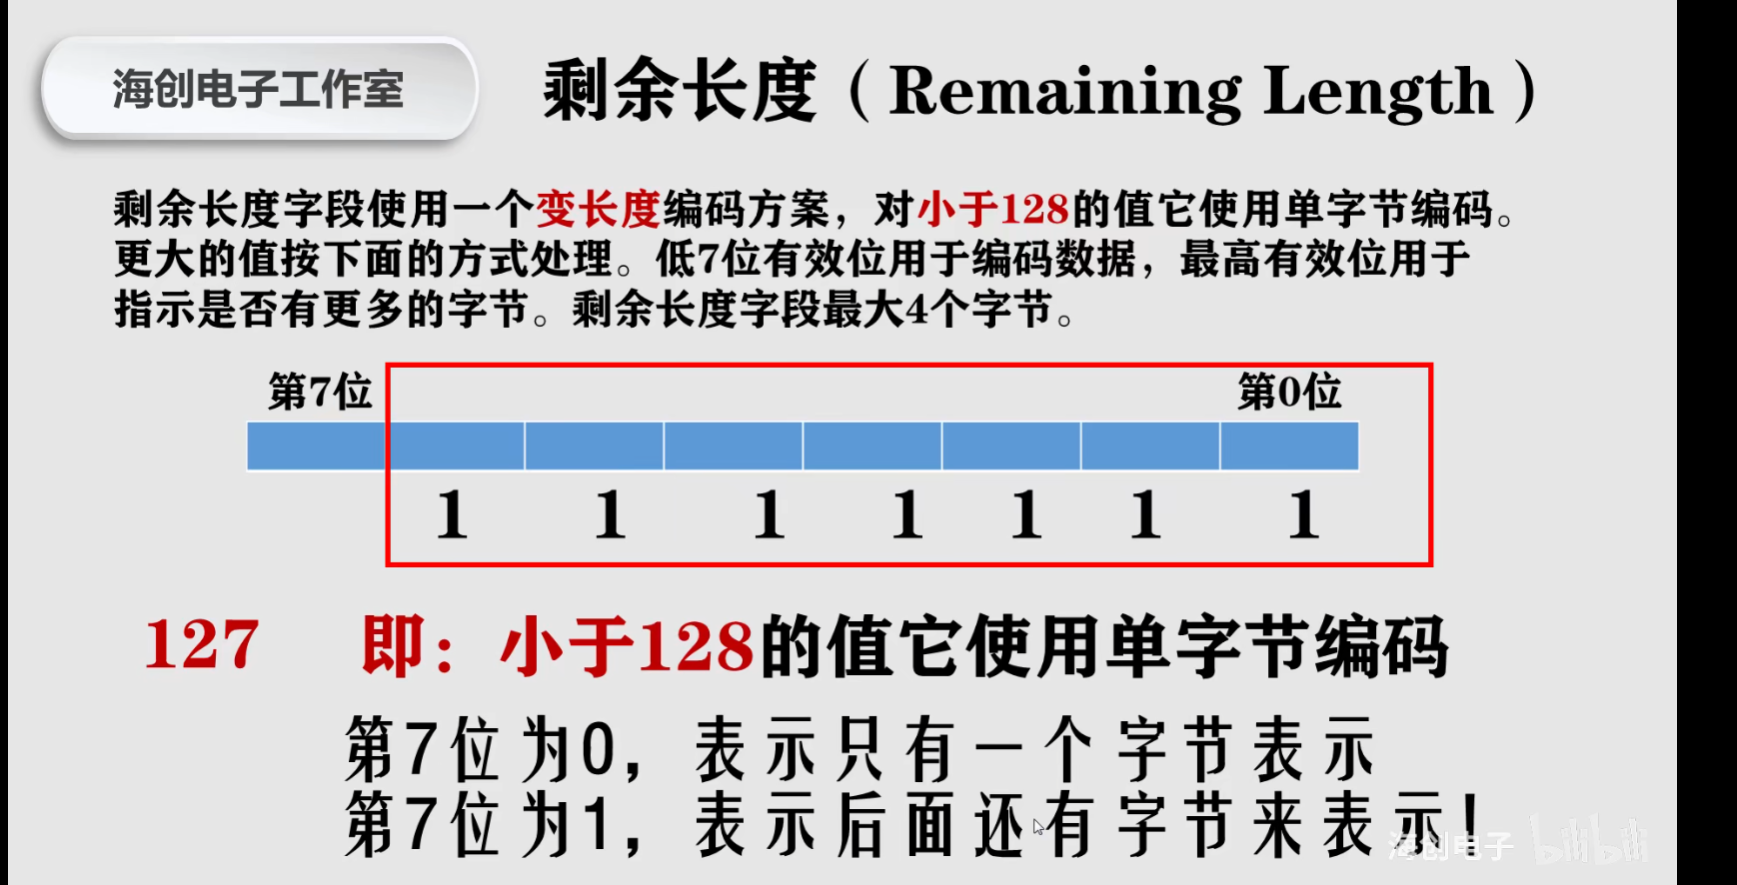 海创电子工作室
剩余长度（Remaining Length）
剩余长度字段使用一个变长度编码方案，对小于128的值它使用单字节编码。
更大的值按下面的方式处理。低7位有效位用于编码数据，最高有效位用于
指示是否有更多的字节。剩余长度字段最大4个字节。
第7位 第0位
1 1 1 1 1 1 1
127 即：小于128的值它使用单字节编码
第7位为0，表示只有一个字节表示
第7位为1，表示后面还有字节来表示！
海创电子 bilibili